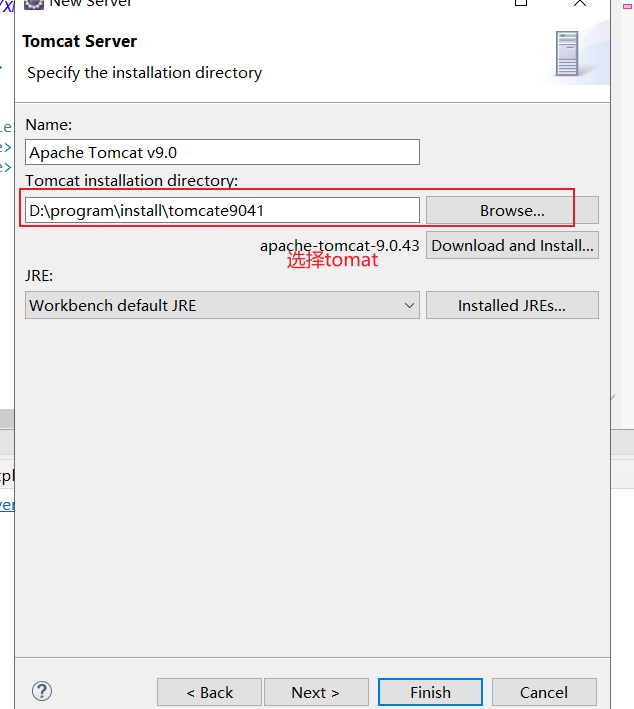 New Server
Tomcat Server
Specify the installation directory
Name:
Apache Tomcat v9.0
Tomcat installation directory:
D:\program\install\tomcate9041
Browse...
apache-tomcat-9.0.43
Download and Install...
选择tomat
JRE:
Workbench default JRE
Installed JREs...
?
< Back
Next >
Finish
Cancel